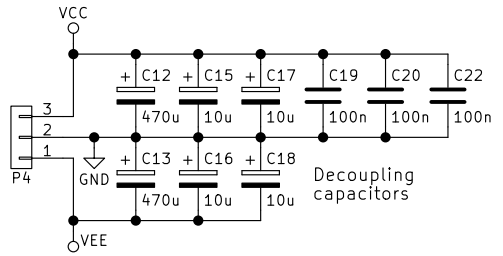 VCC
+ C12
+ C15
+ C17
C19
C20
C22
470u
10u
10u
100n
100n
100n
3
2
1
P4
GND
+ C13
+ C16
+ C18
470u
10u
10u
Decoupling
capacitors
VEE